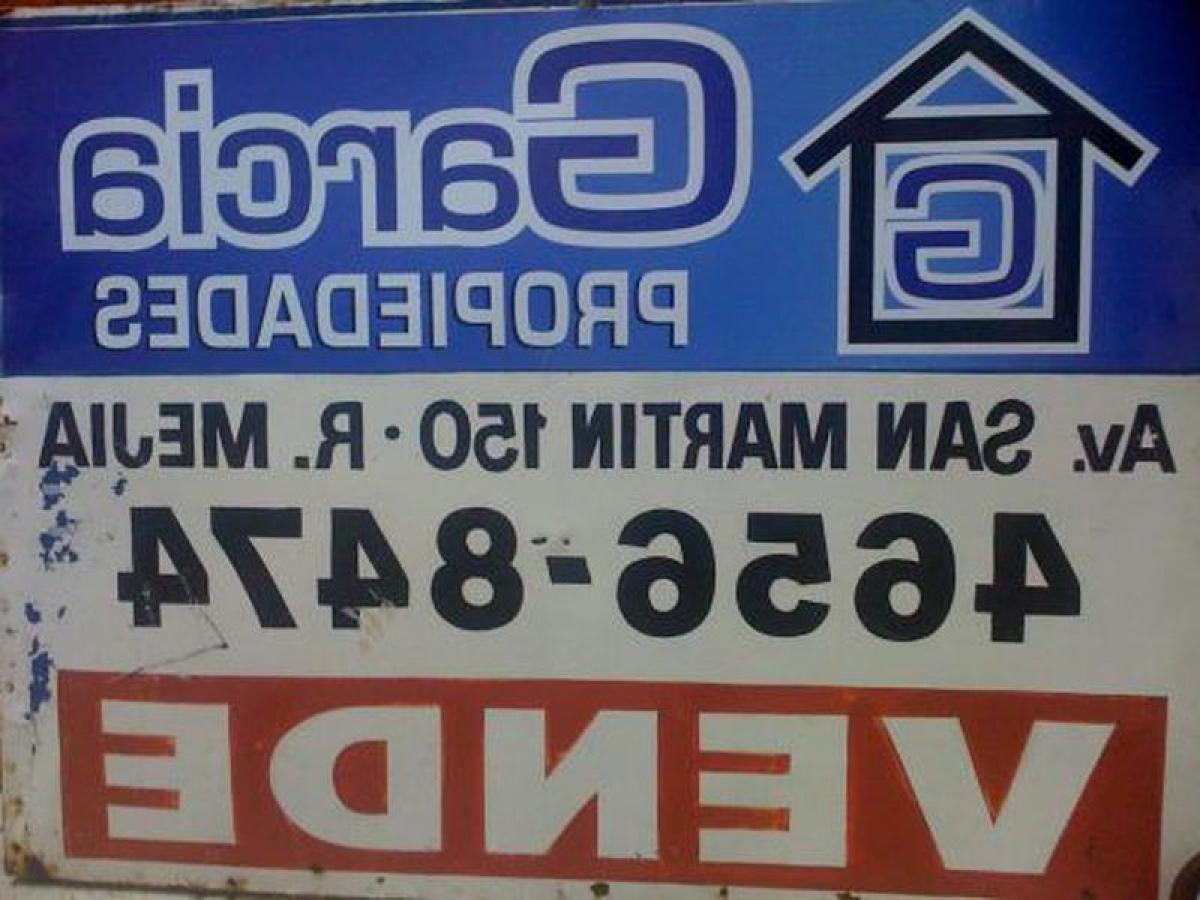 G
Garcia
PROPIEDADES
Av. SAN MARTIN 150 · R. MEJIA
4656-8474
VENDE